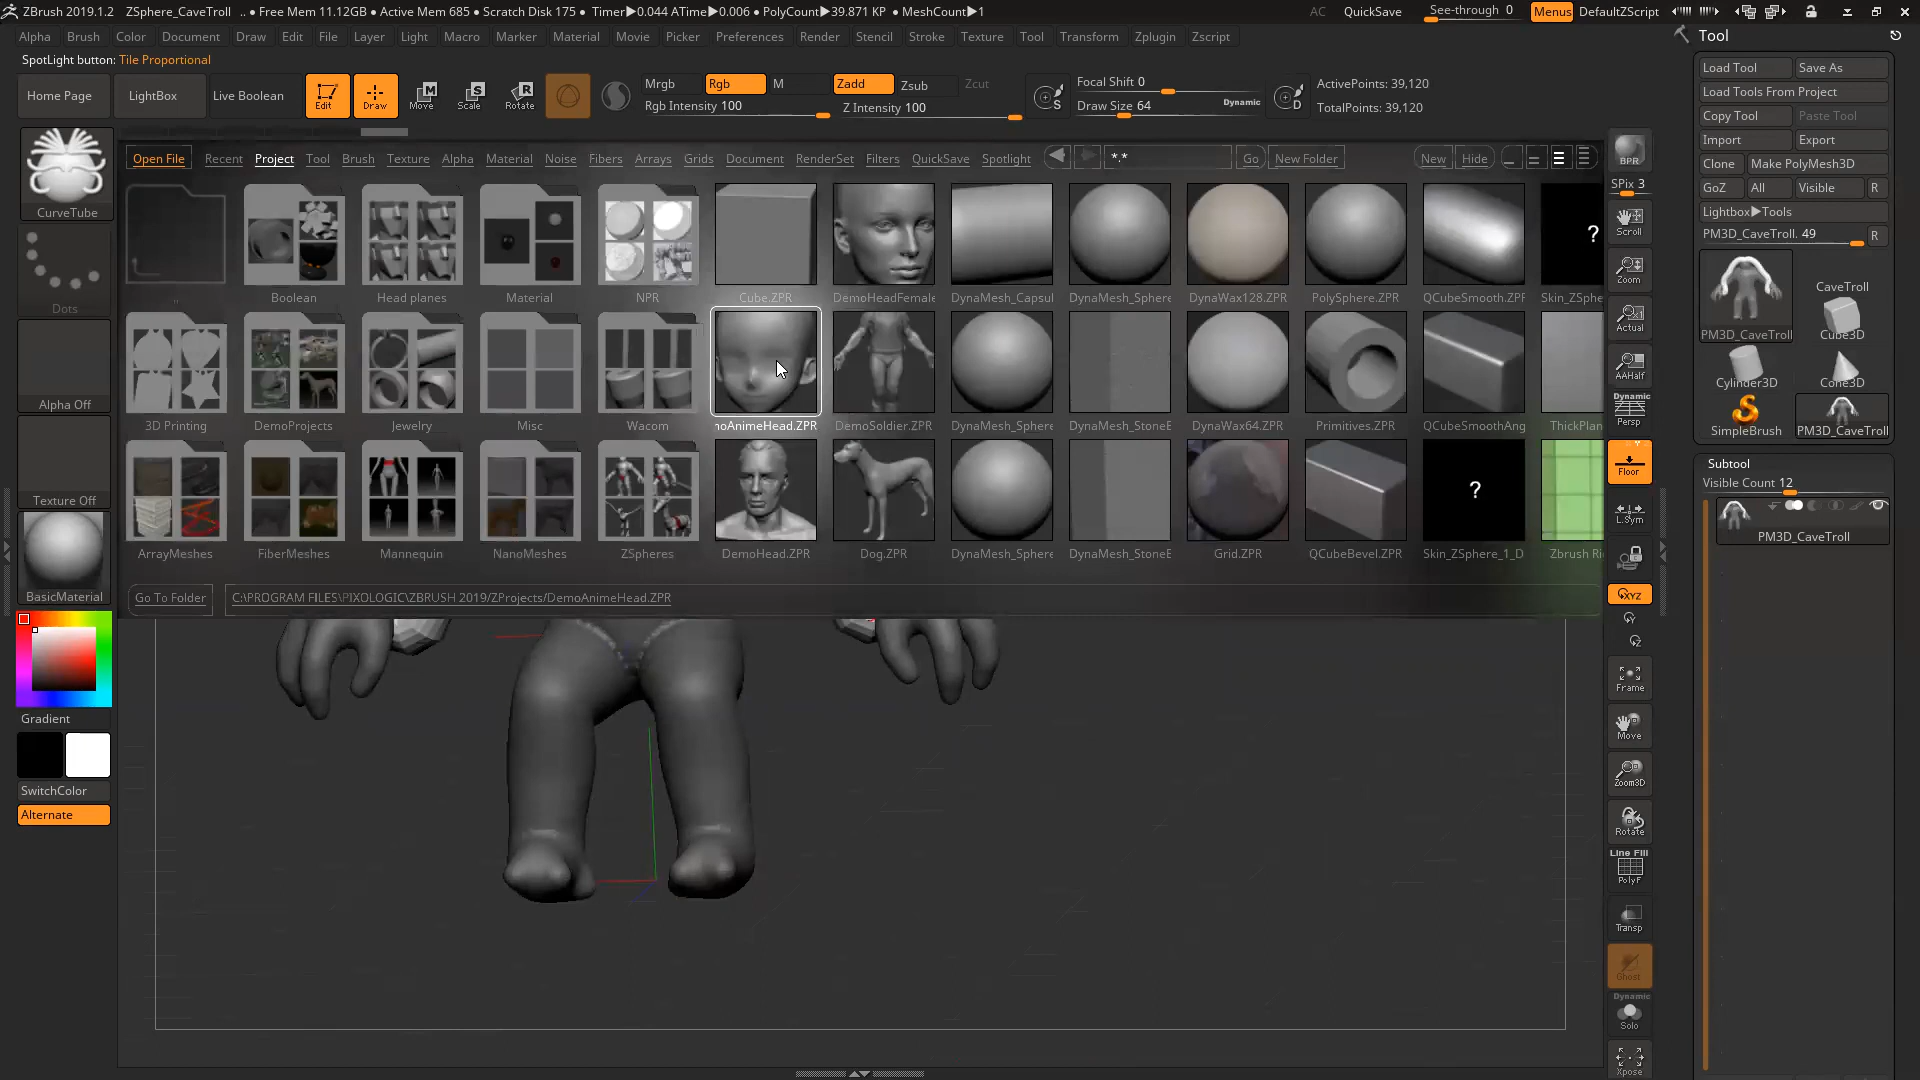 ZBrush 2019.1.2 ZSphere_CaveTroll .. • Free Mem 11.12GB • Active Mem 685 • Scratch Disk 175 • Timer▶0.044 ATime▶0.006 • PolyCount▶39.871 KP • MeshCount▶1 AC QuickSave See-through 0 Menus DefaultZScript
Alpha Brush Color Document Draw Edit File Layer Light Macro Marker Material Movie Picker Preferences Render Stencil Stroke Texture Tool Transform Zplugin Zscript
SpotLight button: Tile Proportional
Home Page LightBox Live Boolean Edit Draw Move Scale Rotate
Mrgb Rgb M Zadd Zsub Zcut
Rgb Intensity 100 Z Intensity 100
S
Focal Shift 0
Draw Size 64 Dynamic
D
ActivePoints: 39,120
TotalPoints: 39,120
CurveTube
Dots
Alpha Off
Texture Off
BasicMaterial
Gradient
SwitchColor
Alternate
Open File Recent Project Tool Brush Texture Alpha Material Noise Fibers Arrays Grids Document RenderSet Filters QuickSave Spotlight *.* Go New Folder New Hide
.. Boolean Head planes Material NPR Cube.ZPR DemoHeadFemale DynaMesh_Capsul DynaMesh_Sphere DynaWax128.ZPR PolySphere.ZPR QCubeSmooth.ZPR Skin_ZSphe
?
3D Printing DemoProjects Jewelry Misc Wacom noAnimeHead.ZPR DemoSoldier.ZPR DynaMesh_Sphere DynaMesh_StoneE DynaWax64.ZPR Primitives.ZPR QCubeSmoothAng ThickPlan
?
ArrayMeshes FiberMeshes Mannequin NanoMeshes ZSpheres DemoHead.ZPR Dog.ZPR DynaMesh_Sphere DynaMesh_StoneE Grid.ZPR QCubeBevel.ZPR Skin_ZSphere_1_D
Go To Folder C:\PROGRAM FILES\PIXOLOGIC\ZBRUSH 2019/ZProjects/DemoAnimeHead.ZPR
BPR
SPix 3
Scroll
Zoom
Actual
AAHalf
Dynamic
Persp
Floor
L.Sym
XYZ
Frame
Move
Zoom3D
Rotate
Line Fill
PolyF
Transp
Ghost
Dynamic
Solo
Xpose
Tool
Load Tool Save As
Load Tools From Project
Copy Tool Paste Tool
Import Export
Clone Make PolyMesh3D
GoZ All Visible R
Lightbox▶Tools
PM3D_CaveTroll. 49 R
PM3D_CaveTroll CaveTroll
Cube3D
Cylinder3D Cone3D
SimpleBrush PM3D_CaveTroll
Subtool
Visible Count 12
PM3D_CaveTroll